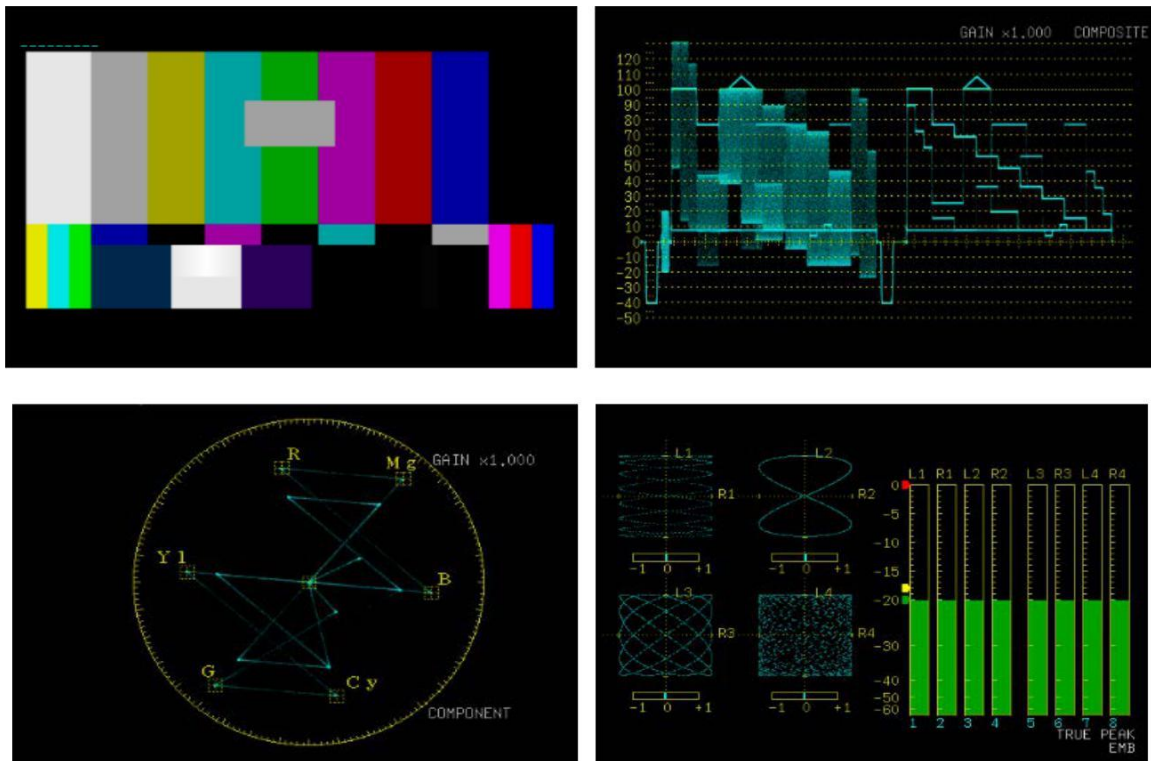 GAIN x1.000 COMPOSITE
120
110
100
90
80
70
60
50
40
30
20
10
0
-10
-20
-30
-40
-50
R
Mg
GAIN x1.000
Yl
B
G
Cy
COMPONENT
L1
L2
R1
R2
-1 0 +1
-1 0 +1
L3
L4
R3
R4
-1 0 +1
-1 0 +1
L1 R1 L2 R2 L3 R3 L4 R4
0
-5
-10
-15
-20
-30
-40
-50
-60
1 2 3 4 5 6 7 8
TRUE PEAK
EMB